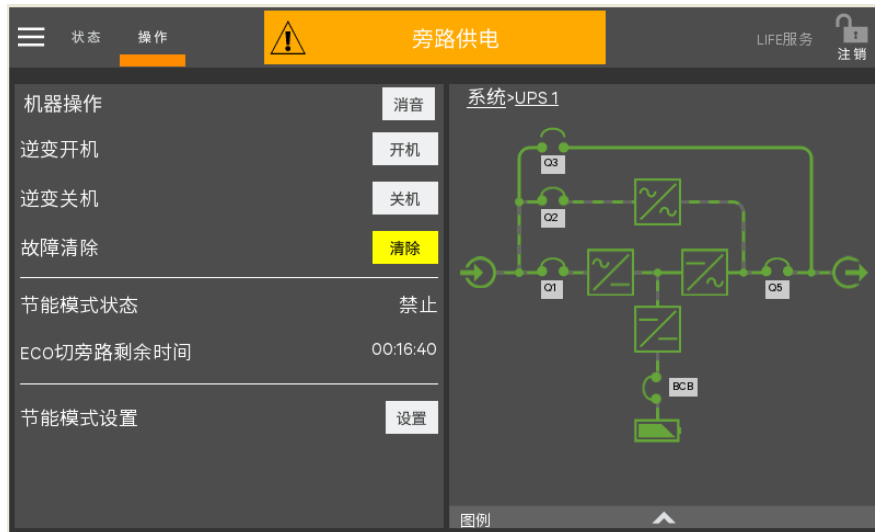 状态 操作 旁路供电 LIFE服务 注销
机器操作 消音
逆变开机 开机
逆变关机 关机
故障清除 清除
节能模式状态 禁止
ECO切旁路剩余时间 00:16:40
节能模式设置 设置
系统>UPS 1
Q3
Q2
Q1
Q5
BCB
图例